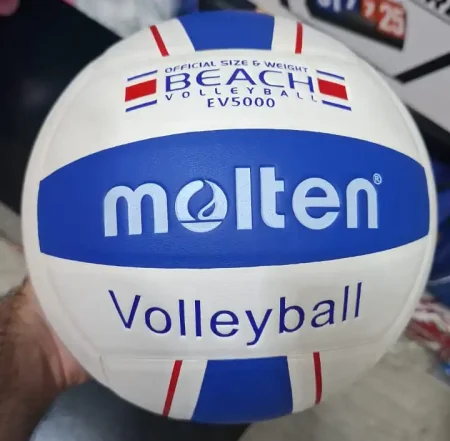 OFFICIAL SIZE & WEIGHT
BEACH
VOLLEYBALL
EV5000
molten®
Volleyball